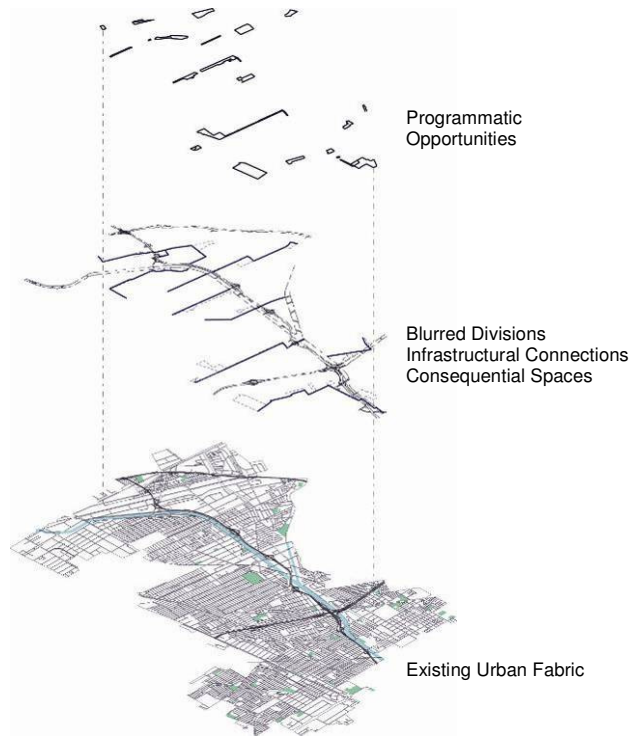 Programmatic
Opportunities
Blurred Divisions
Infrastructural Connections
Consequential Spaces
Existing Urban Fabric